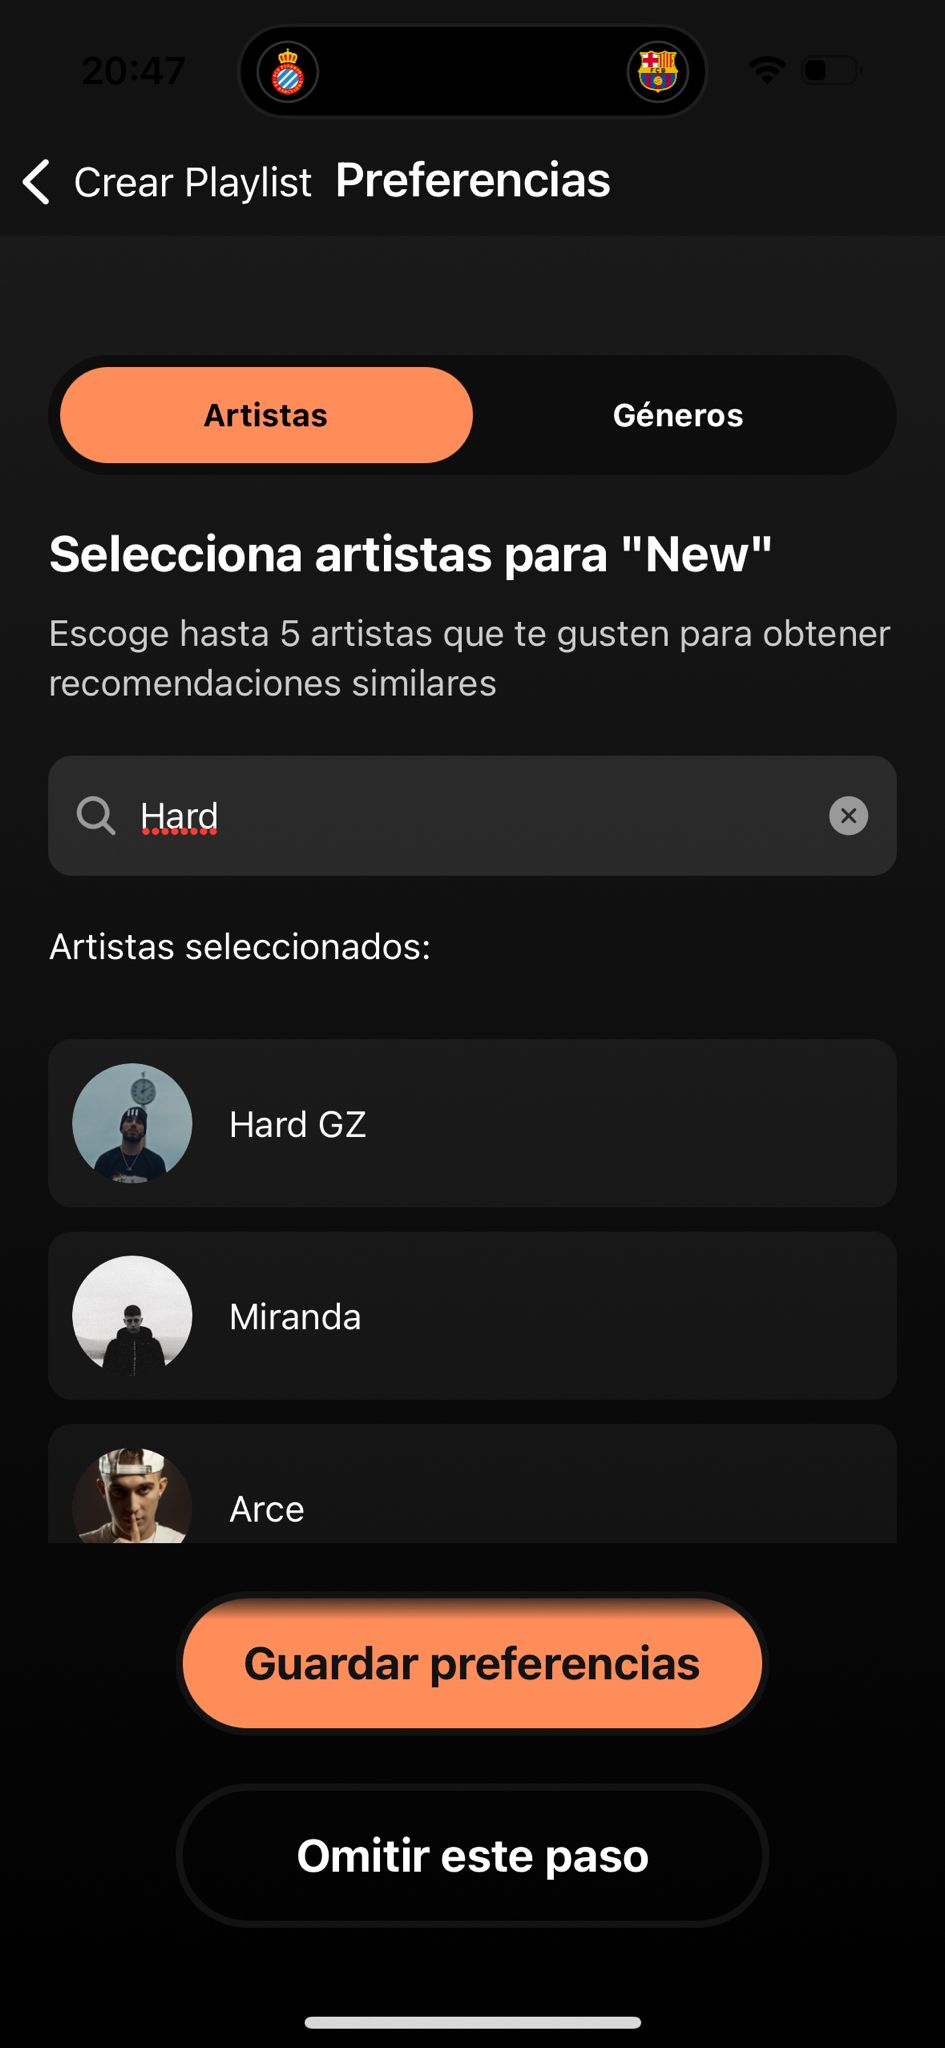 20:47
Crear Playlist Preferencias
Artistas Géneros
Selecciona artistas para "New"
Escoge hasta 5 artistas que te gusten para obtener
recomendaciones similares
Hard
Artistas seleccionados:
Hard GZ
Miranda
Arce
Guardar preferencias
Omitir este paso